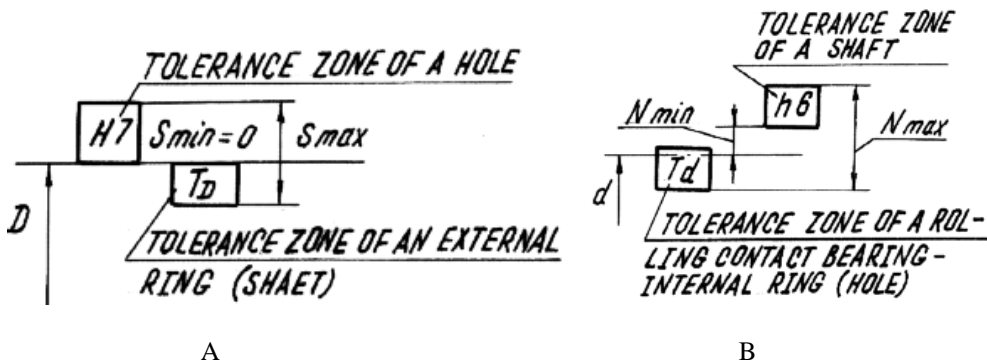 TOLERANCE ZONE OF A HOLE
H7
Smin=0
Smax
TD
D
TOLERANCE ZONE OF AN EXTERNAL
RING (SHAET)
A
TOLERANCE ZONE
OF A SHAFT
h6
Nmin
Nmax
Td
d
TOLERANCE ZONE OF A ROL-
LING CONTACT BEARING-
INTERNAL RING (HOLE)
B